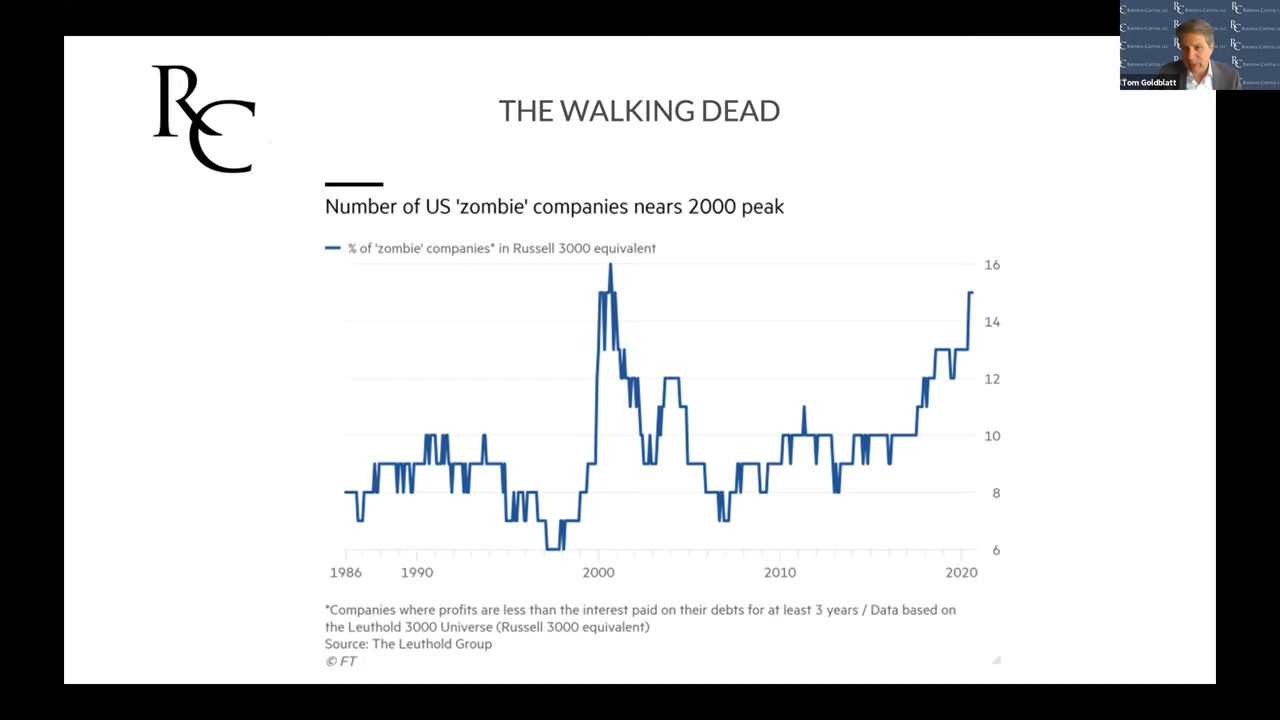 RC
THE WALKING DEAD
Tom Goldblatt
Number of US 'zombie' companies nears 2000 peak
% of 'zombie' companies* in Russell 3000 equivalent
16
14
12
10
8
6
1986 1990 2000 2010 2020
*Companies where profits are less than the interest paid on their debts for at least 3 years / Data based on
the Leuthold 3000 Universe (Russell 3000 equivalent)
Source: The Leuthold Group
© FT